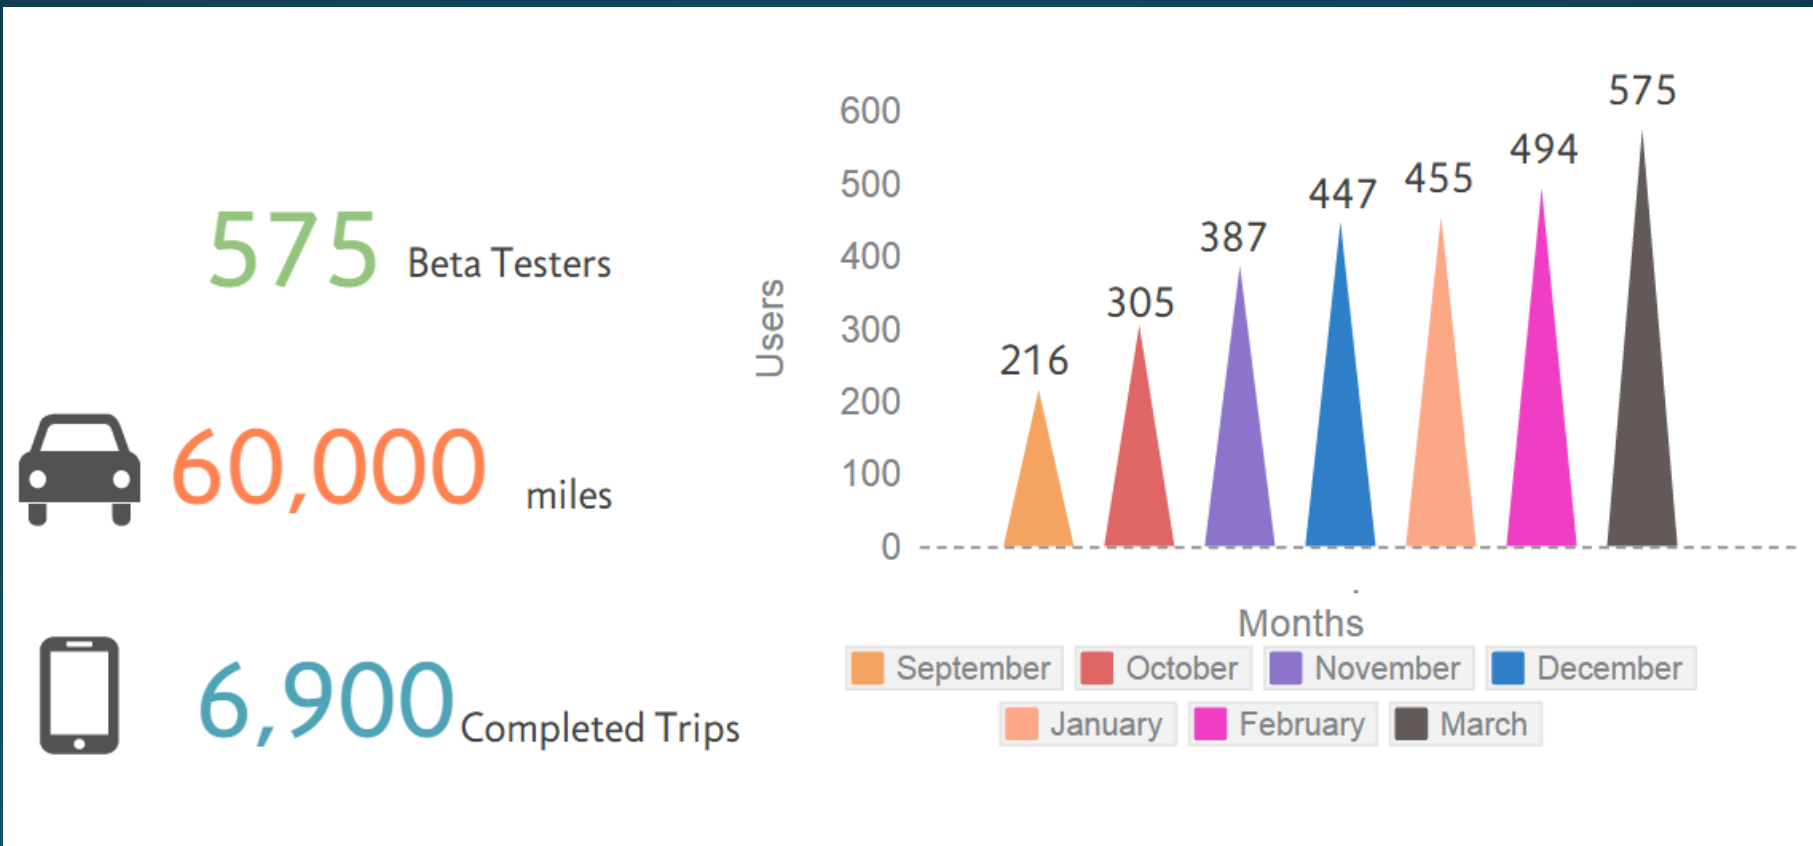 575 Beta Testers
60,000 miles
6,900 Completed Trips
Users
600
500
400
300
200
100
0
216
305
387
447
455
494
575
Months
September October November December
January February March